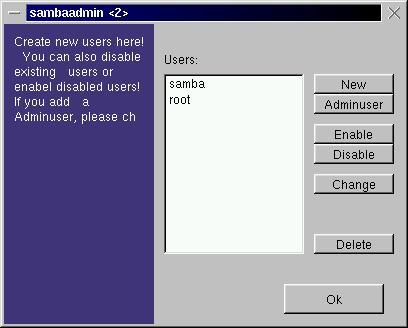 sambaadmin <2>
Create new users here!
You can also disable
existing users or
enabel disabled users!
If you add a
Adminuser, please ch
Users:
samba
root
New
Adminuser
Enable
Disable
Change
Delete
Ok